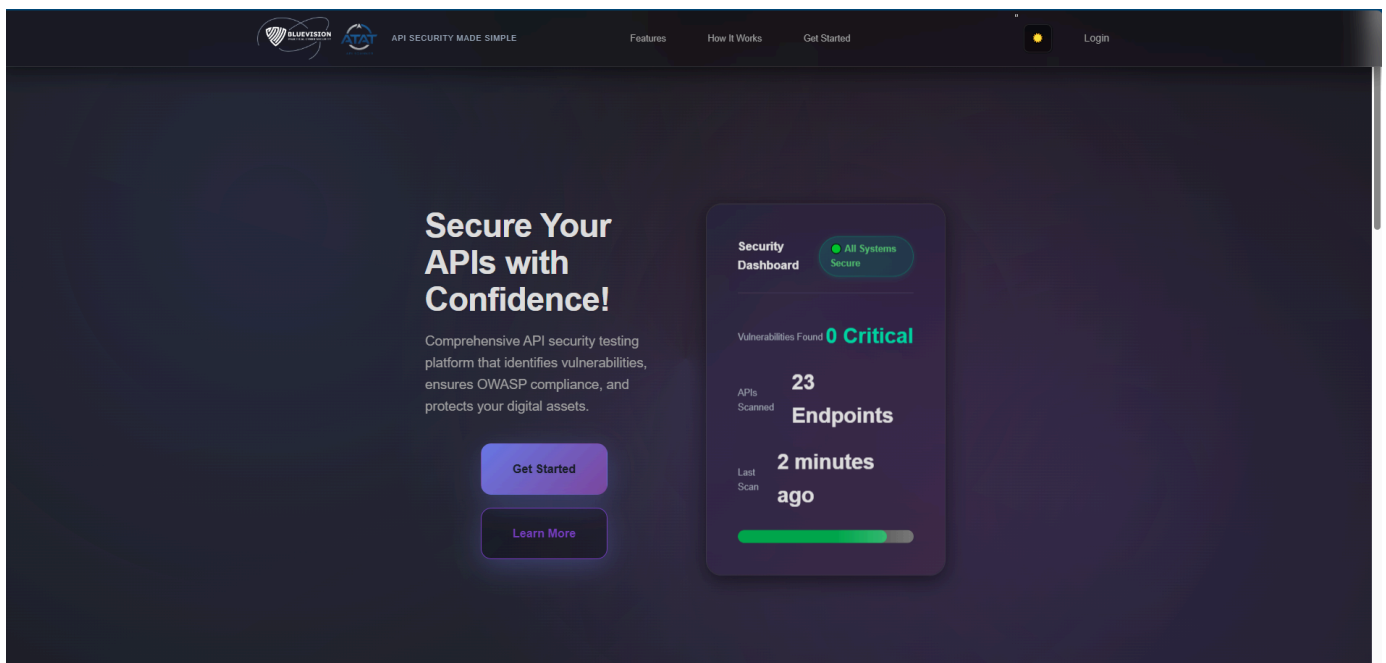 BLUEVISION
ATAT
API SECURITY MADE SIMPLE
Features
How It Works
Get Started
"
Login
Secure Your
APIs with
Confidence!
Comprehensive API security testing
platform that identifies vulnerabilities,
ensures OWASP compliance, and
protects your digital assets.
Get Started
Learn More
Security
Dashboard
All Systems
Secure
Vulnerabilities Found 0 Critical
APIs
Scanned
23
Endpoints
Last
Scan
2 minutes
ago